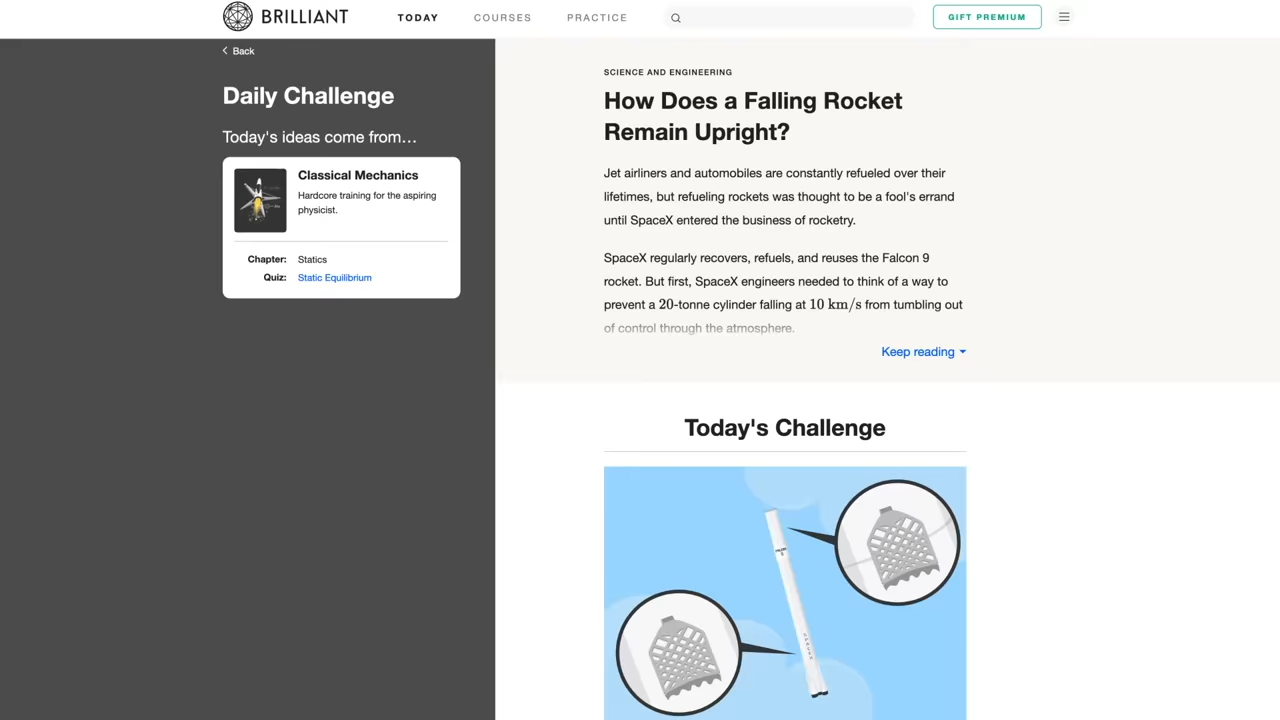 BRILLIANT
TODAY
COURSES
PRACTICE
GIFT PREMIUM
Back
Daily Challenge
Today's ideas come from…
Classical Mechanics
Hardcore training for the aspiring
physicist.
Chapter: Statics
Quiz: Static Equilibrium
SCIENCE AND ENGINEERING
How Does a Falling Rocket
Remain Upright?
Jet airliners and automobiles are constantly refueled over their
lifetimes, but refueling rockets was thought to be a fool's errand
until SpaceX entered the business of rocketry.
SpaceX regularly recovers, refuels, and reuses the Falcon 9
rocket. But first, SpaceX engineers needed to think of a way to
prevent a 20-tonne cylinder falling at 10 km/s from tumbling out
of control through the atmosphere.
Keep reading
Today's Challenge